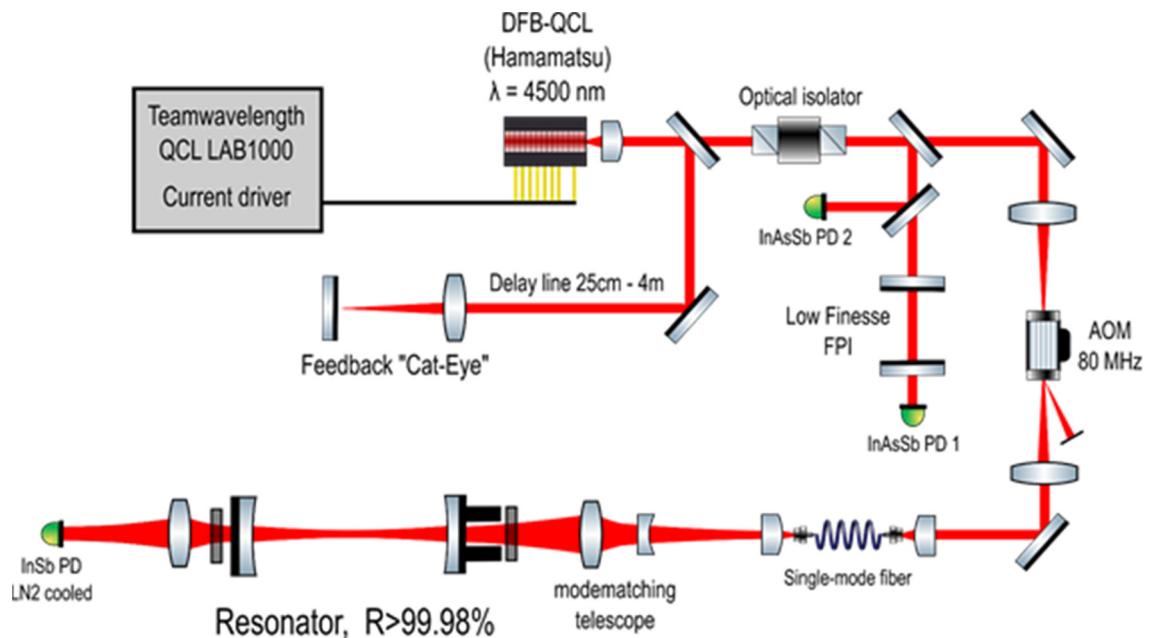 DFB-QCL
(Hamamatsu)
λ = 4500 nm
Teamwavelength
QCL LAB1000
Current driver
Optical isolator
InAsSb PD 2
Delay line 25cm - 4m
Feedback "Cat-Eye"
Low Finesse
FPI
AOM
80 MHz
InAsSb PD 1
InSb PD
LN2 cooled
modematching
telescope
Single-mode fiber
Resonator, R>99.98%